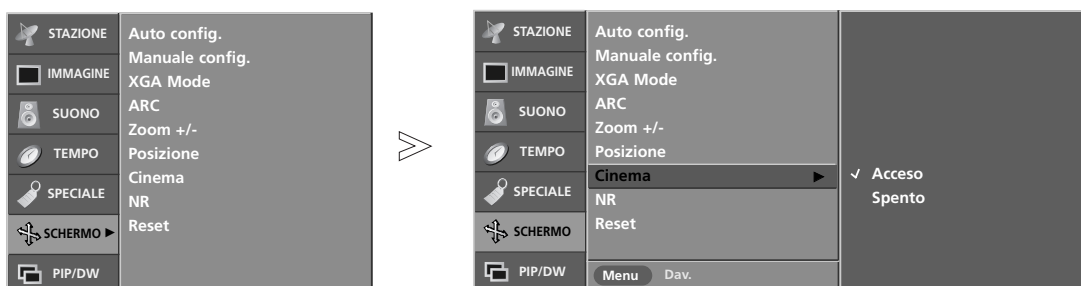 STAZIONE
IMMAGINE
SUONO
TEMPO
SPECIALE
SCHERMO
PIP/DW
Auto config.
Manuale config.
XGA Mode
ARC
Zoom +/-
Posizione
Cinema
NR
Reset
STAZIONE
IMMAGINE
SUONO
TEMPO
SPECIALE
SCHERMO
PIP/DW
Auto config.
Manuale config.
XGA Mode
ARC
Zoom +/-
Posizione
Cinema
NR
Reset
Menu Dav.
Acceso
Spento